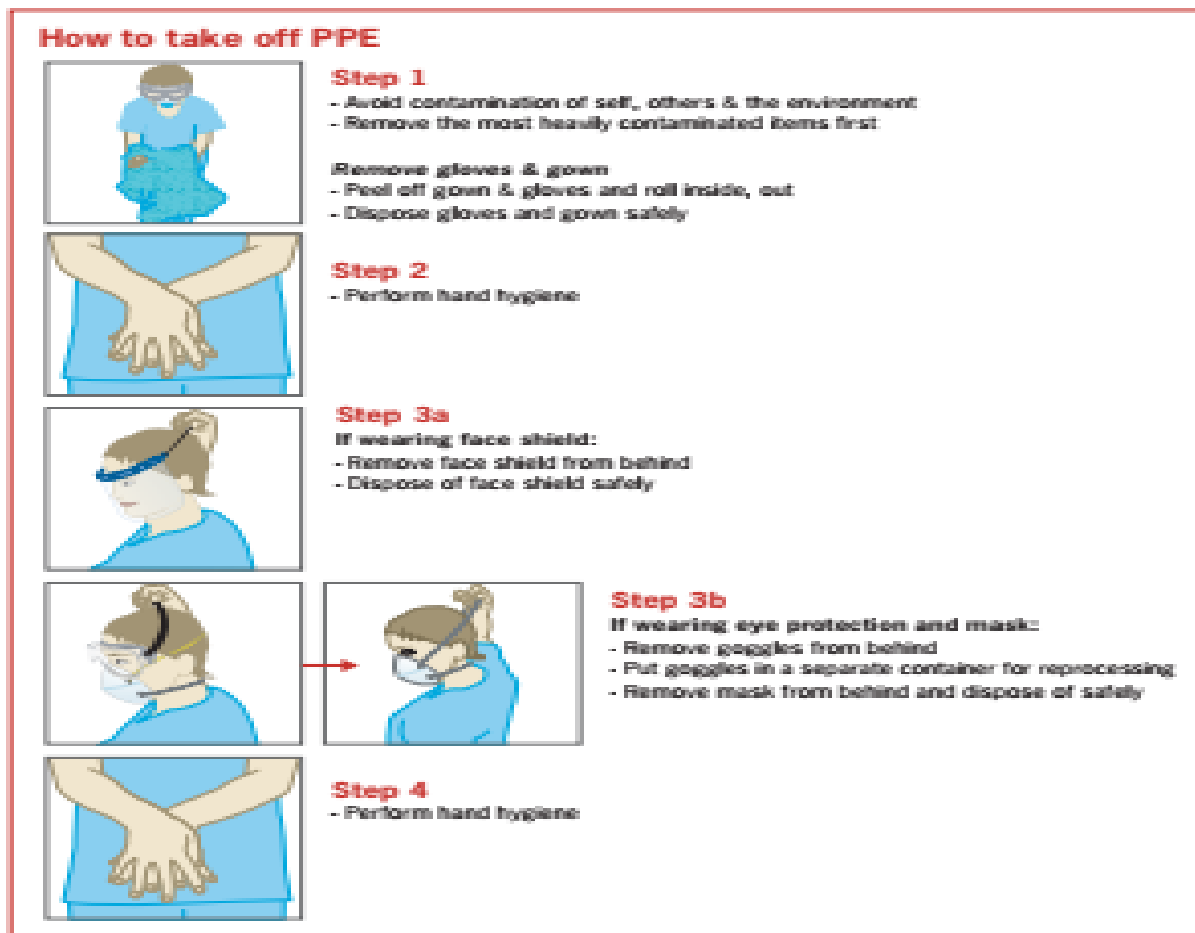 How to take off PPE
Step 1
- Avoid contamination of self, others & the environment
- Remove the most heavily contaminated items first
Remove gloves & gown
- Peel off gown & gloves and roll inside, out
- Dispose gloves and gown safely
Step 2
- Perform hand hygiene
Step 3a
If wearing face shield:
- Remove face shield from behind
- Dispose of face shield safely
Step 3b
If wearing eye protection and mask:
- Remove goggles from behind
- Put goggles in a separate container for reprocessing
- Remove mask from behind and dispose of safely
Step 4
- Perform hand hygiene